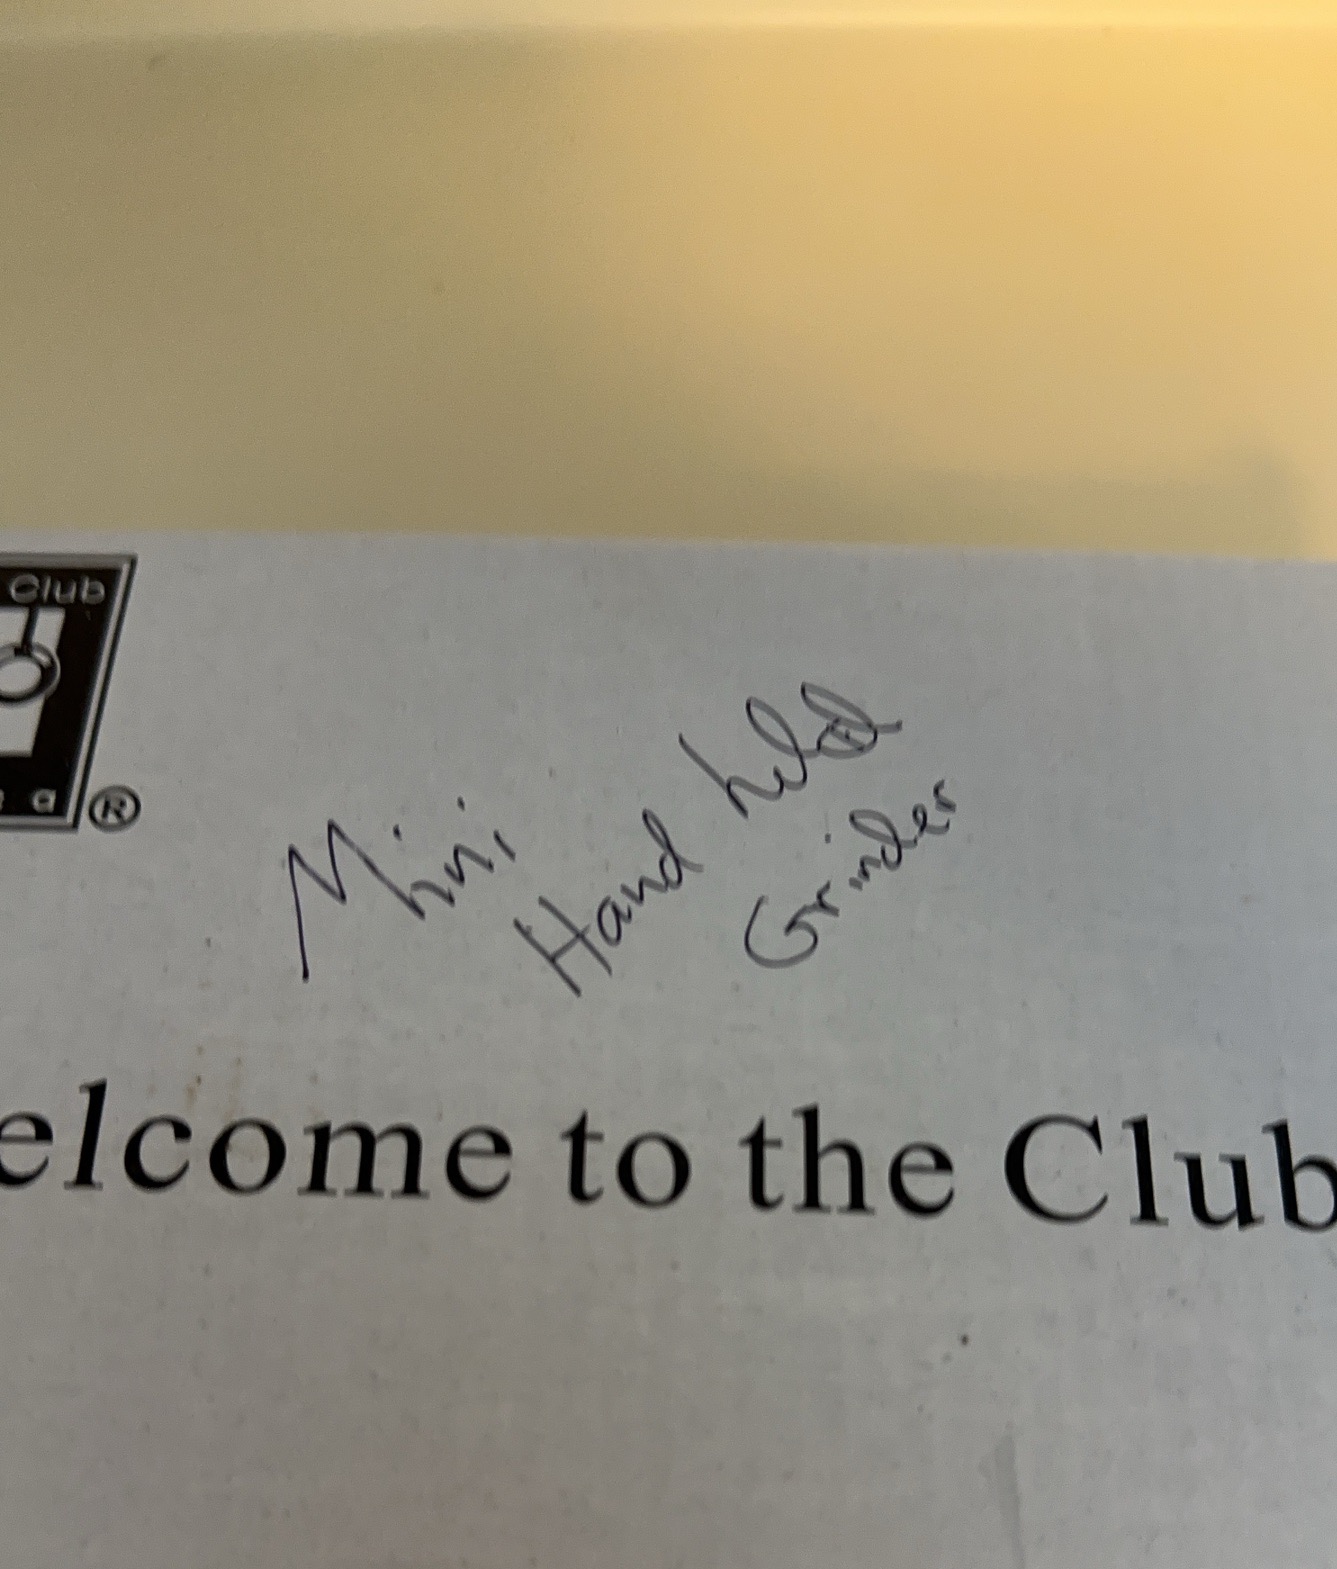 Club
a ®
Mini
Hand held
Grinder
elcome to the Club